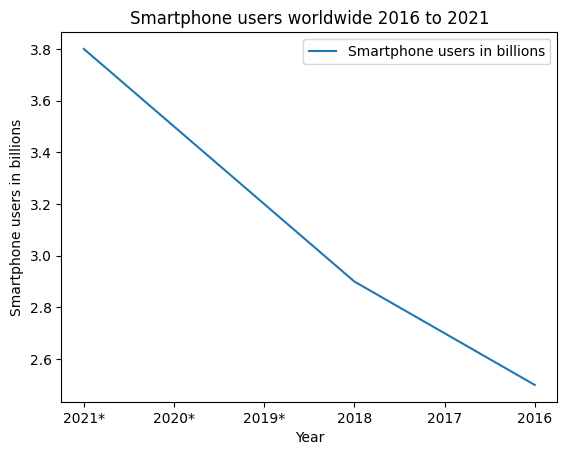 Smartphone users worldwide 2016 to 2021
Smartphone users in billions
Smartphone users in billions
3.8
3.6
3.4
3.2
3.0
2.8
2.6
2021* 2020* 2019* 2018 2017 2016
Year